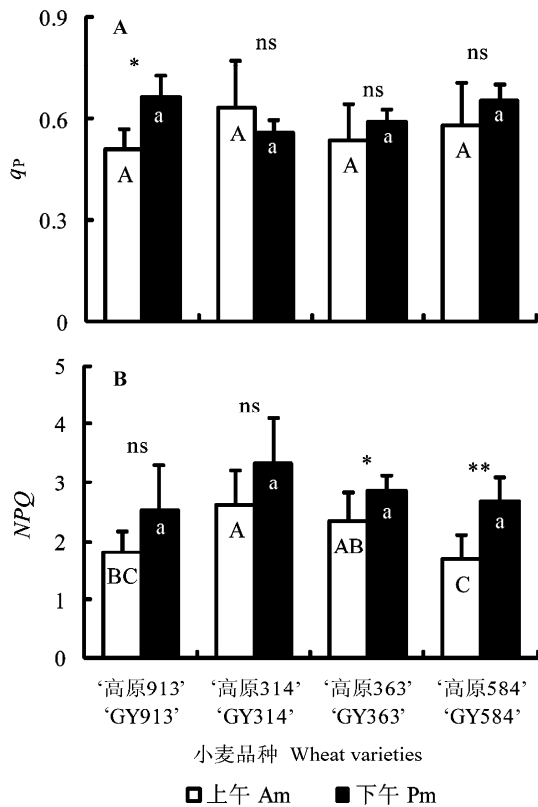 A
0.9
0.6
0.3
0
qP
* ns ns ns
A a A a A a A a
B
5
4
3
2
1
0
NPQ
ns ns * **
BC a A a AB a C a
‘高原913’ ‘高原314’ ‘高原363’ ‘高原584’
‘GY913’ ‘GY314’ ‘GY363’ ‘GY584’
小麦品种 Wheat varieties
上午 Am 下午 Pm